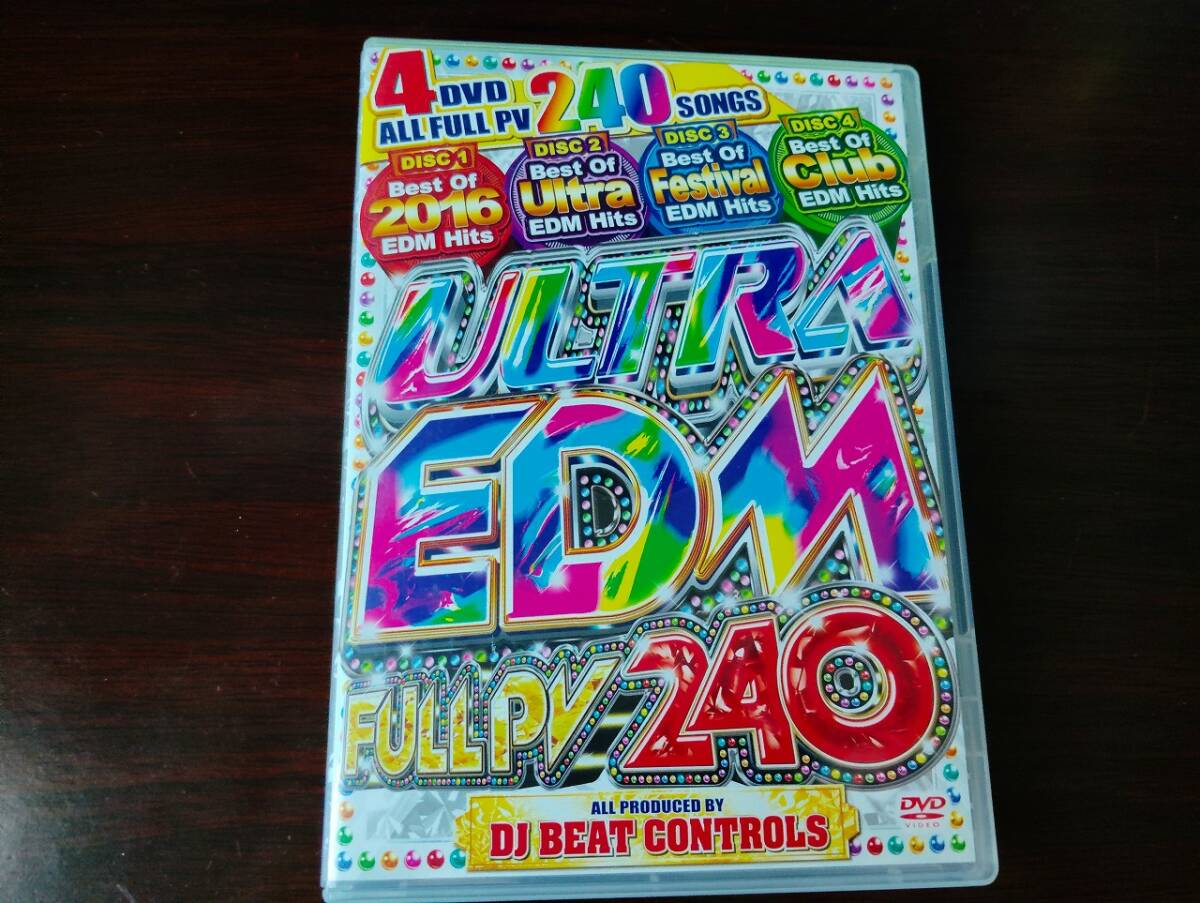 4 DVD
240 SONGS
ALL FULL PV
DISC 1
Best Of
2016
EDM Hits
DISC 2
Best Of
Ultra
EDM Hits
DISC 3
Best Of
Festival
EDM Hits
DISC 4
Best Of
Club
EDM Hits
ULTRA
EDM
FULL PV 240
ALL PRODUCED BY
DJ BEAT CONTROLS
DVD
VIDEO